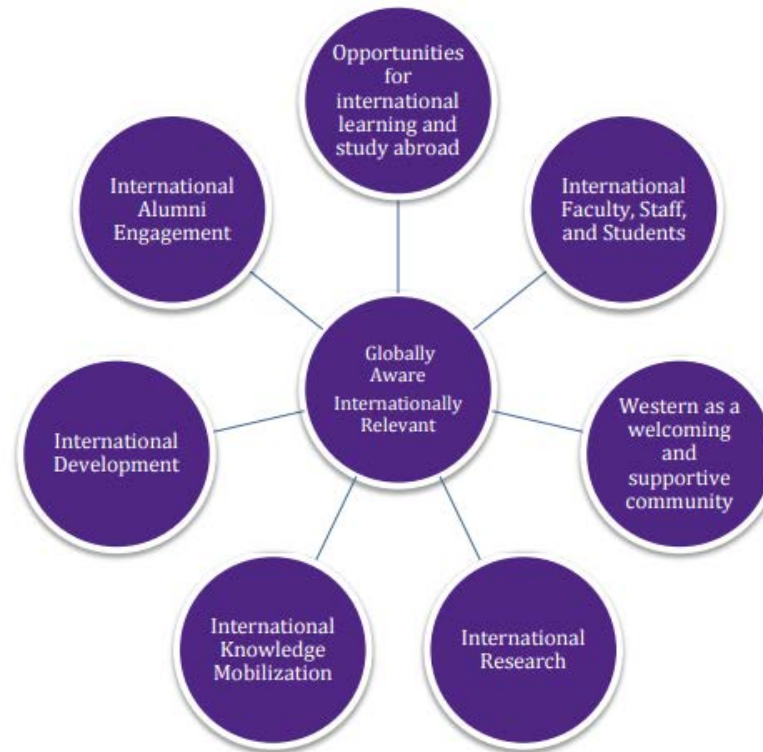 Opportunities
for
international
learning and
study abroad
International
Faculty, Staff,
and Students
Western as a
welcoming
and
supportive
community
International
Research
International
Knowledge
Mobilization
International
Development
International
Alumni
Engagement
Globally
Aware
Internationally
Relevant